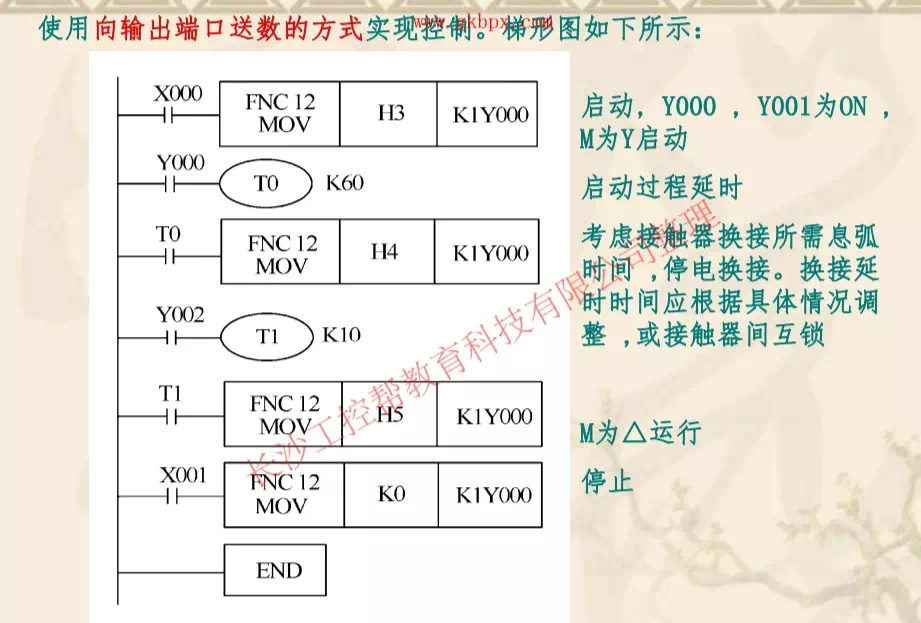 www.gkbpx.com
使用向输出端口送数的方式实现控制。梯形图如下所示：
X000
FNC 12
MOV
H3
K1Y000
启动，Y000 ，Y001为ON ，
M为Y启动
Y000
T0
K60
启动过程延时
T0
FNC 12
MOV
H4
K1Y000
考虑接触器换接所需息弧
时间 ,停电换接。换接延
时时间应根据具体情况调
整 ,或接触器间互锁
Y002
T1
K10
T1
FNC 12
MOV
H5
K1Y000
M为△运行
X001
FNC 12
MOV
K0
K1Y000
停止
END
长沙工控帮教育科技有限公司整理